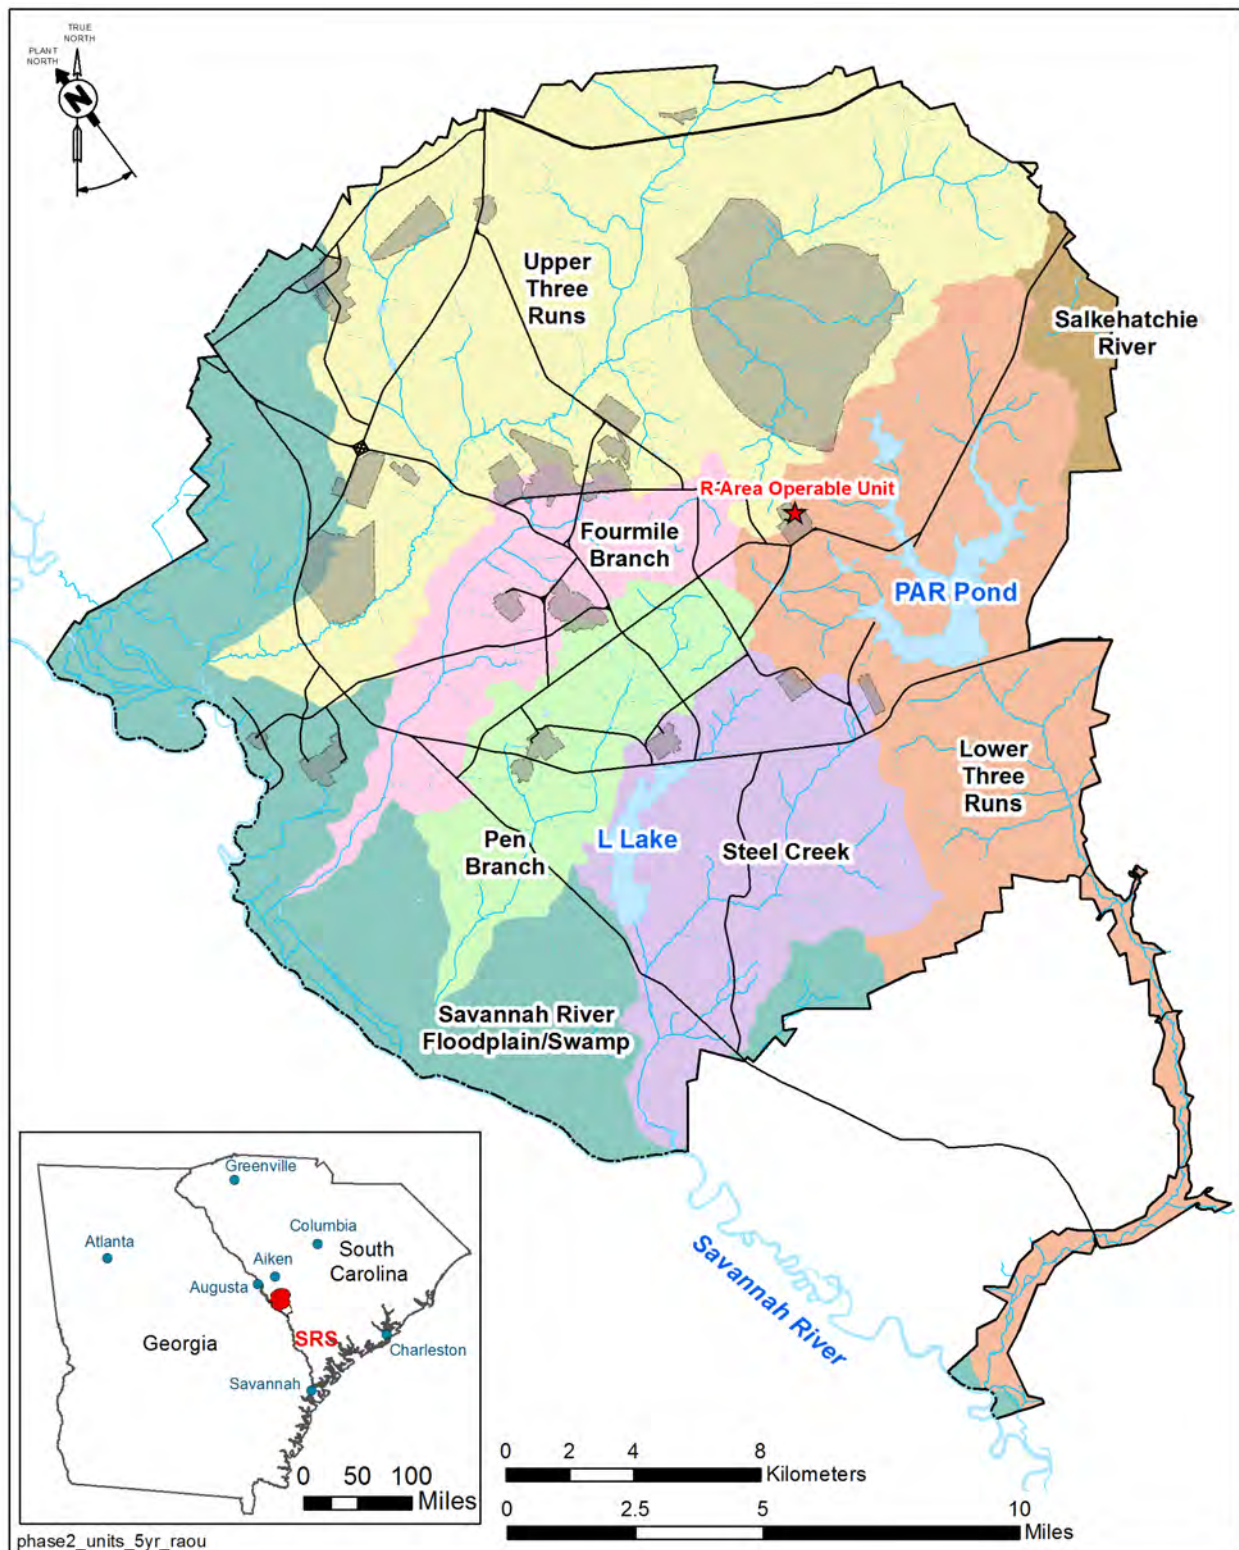 TRUE
NORTH
PLANT
NORTH
N
Upper
Three
Runs
Salkehatchie
River
R-Area Operable Unit
Fourmile
Branch
PAR Pond
Lower
Three
Runs
Pen
Branch
L Lake
Steel Creek
Savannah River
Floodplain/Swamp
Savannah River
Greenville
Atlanta
Columbia
South
Carolina
Aiken
Augusta
Georgia
SRS
Charleston
Savannah
0 50 100
Miles
0 2 4 8
Kilometers
0 2.5 5 10
Miles
phase2_units_5yr_raou